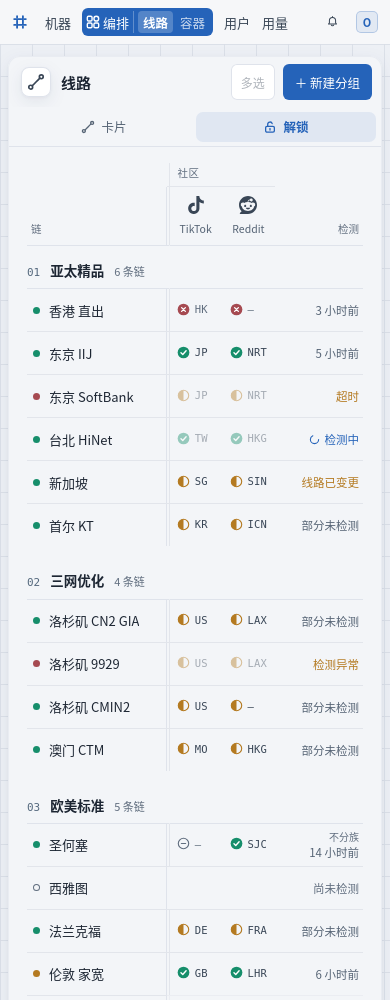 机器 编排 线路 容器 用户 用量 O
线路 多选 + 新建分组
卡片 解锁
社区
链 TikTok Reddit 检测
01 亚太精品 6 条链
香港 直出 HK – 3 小时前
东京 IIJ JP NRT 5 小时前
东京 SoftBank JP NRT 超时
台北 HiNet TW HKG 检测中
新加坡 SG SIN 线路已变更
首尔 KT KR ICN 部分未检测
02 三网优化 4 条链
洛杉矶 CN2 GIA US LAX 部分未检测
洛杉矶 9929 US LAX 检测异常
洛杉矶 CMIN2 US – 部分未检测
澳门 CTM MO HKG 部分未检测
03 欧美标准 5 条链
不分族
圣何塞 – SJC 14 小时前
西雅图 尚未检测
法兰克福 DE FRA 部分未检测
伦敦 家宽 GB LHR 6 小时前